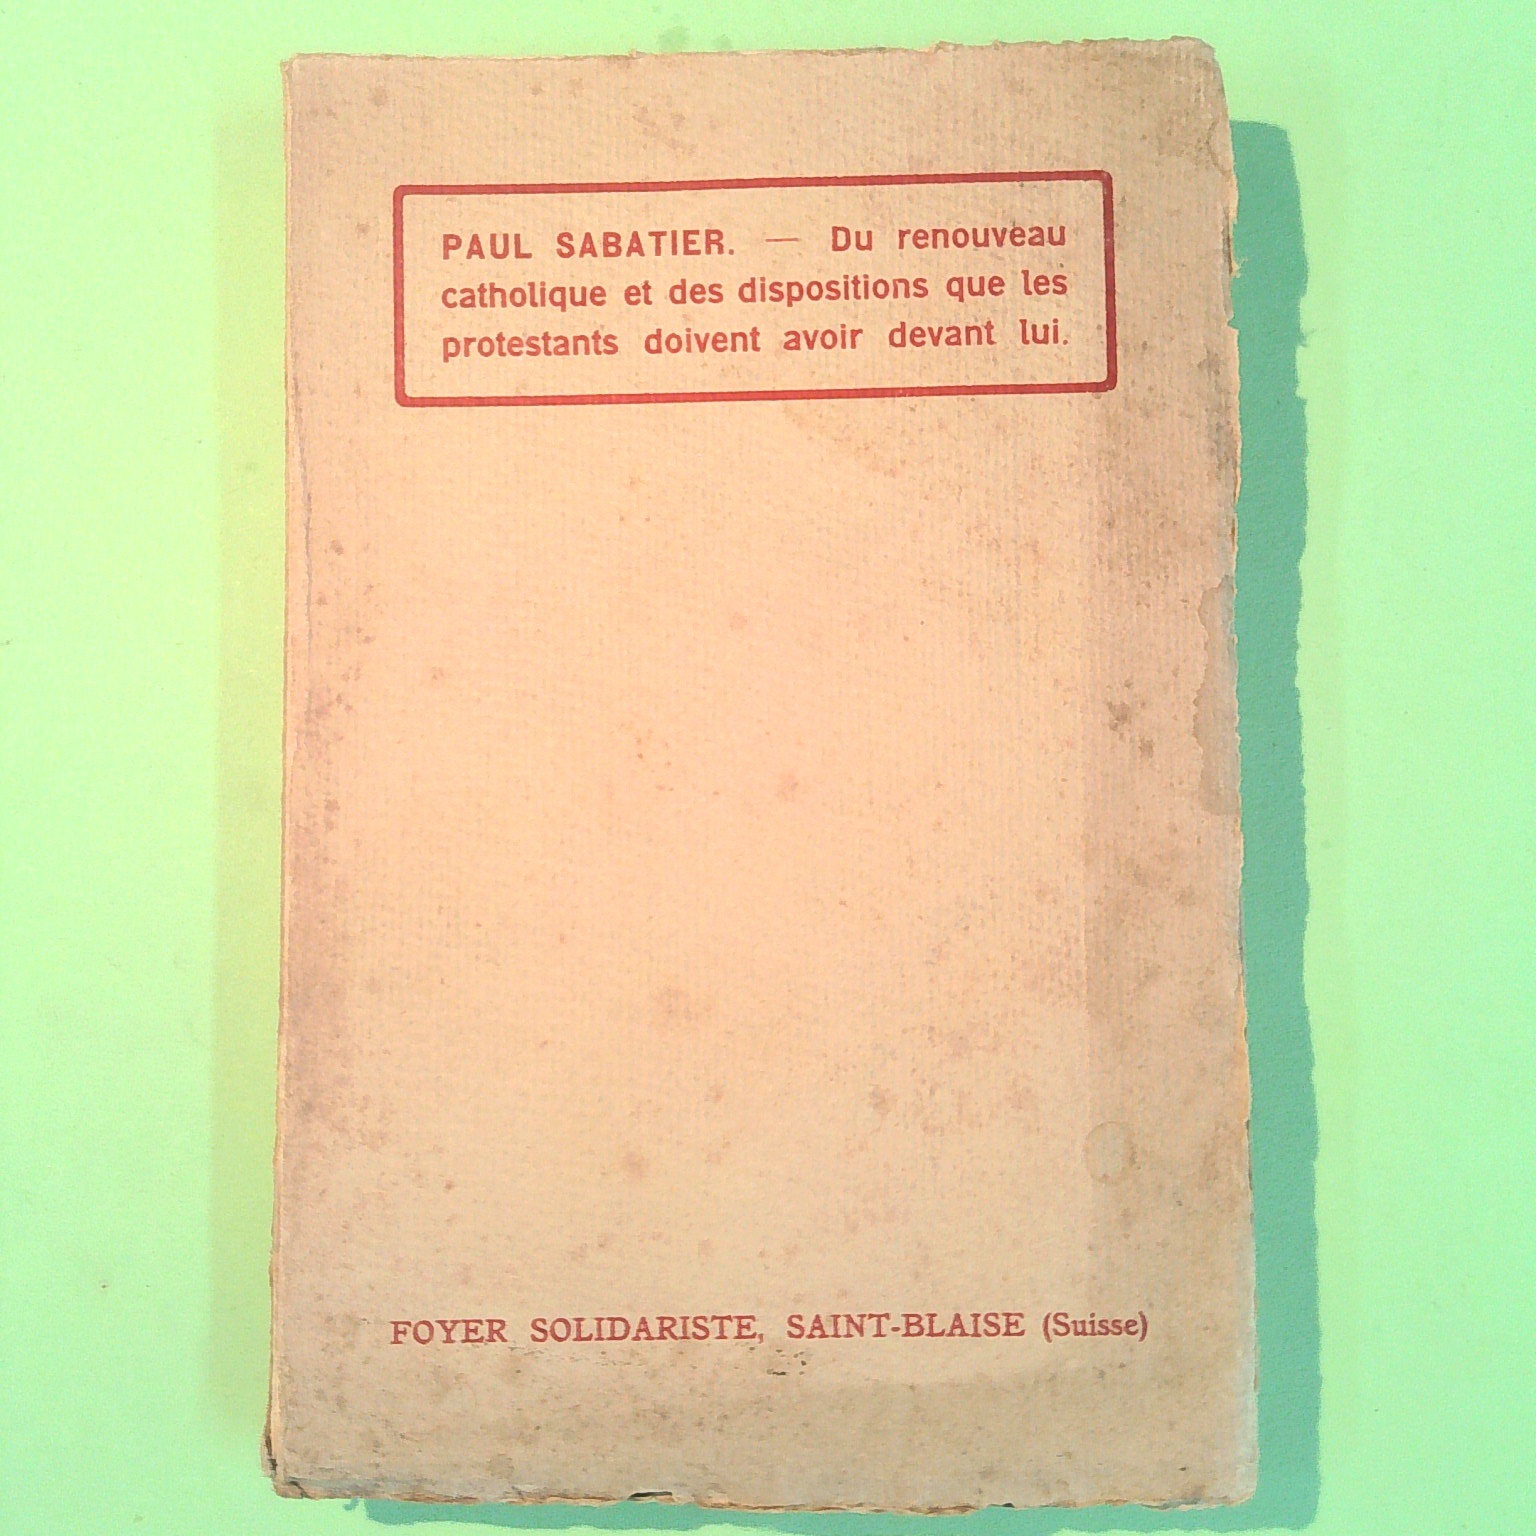 PAUL SABATIER. — Du renouveau
catholique et des dispositions que les
protestants doivent avoir devant lui.
FOYER SOLIDARISTE, SAINT-BLAISE (Suisse)